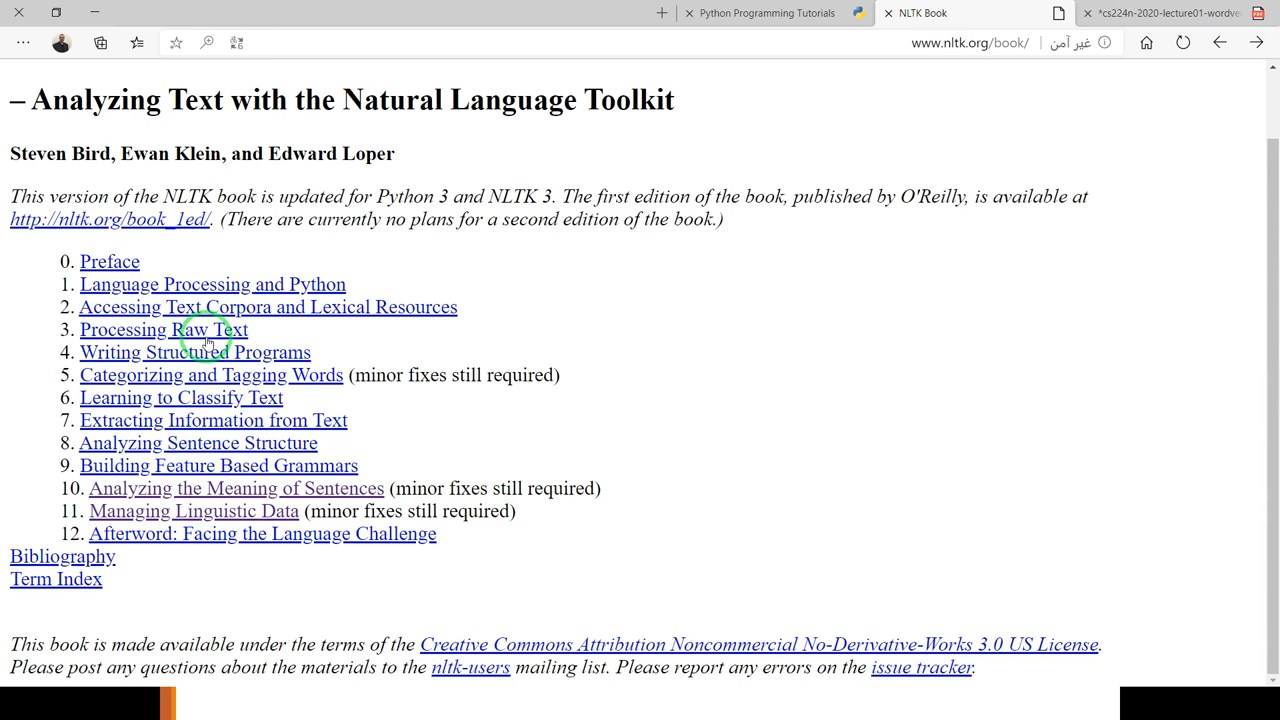 Python Programming Tutorials
NLTK Book
*cs224n-2020-lecture01-wordve
www.nltk.org/book/
غير آمن
– Analyzing Text with the Natural Language Toolkit
Steven Bird, Ewan Klein, and Edward Loper
This version of the NLTK book is updated for Python 3 and NLTK 3. The first edition of the book, published by O'Reilly, is available at
http://nltk.org/book_1ed/. (There are currently no plans for a second edition of the book.)
0. Preface
1. Language Processing and Python
2. Accessing Text Corpora and Lexical Resources
3. Processing Raw Text
4. Writing Structured Programs
5. Categorizing and Tagging Words (minor fixes still required)
6. Learning to Classify Text
7. Extracting Information from Text
8. Analyzing Sentence Structure
9. Building Feature Based Grammars
10. Analyzing the Meaning of Sentences (minor fixes still required)
11. Managing Linguistic Data (minor fixes still required)
12. Afterword: Facing the Language Challenge
Bibliography
Term Index
This book is made available under the terms of the Creative Commons Attribution Noncommercial No-Derivative-Works 3.0 US License.
Please post any questions about the materials to the nltk-users mailing list. Please report any errors on the issue tracker.